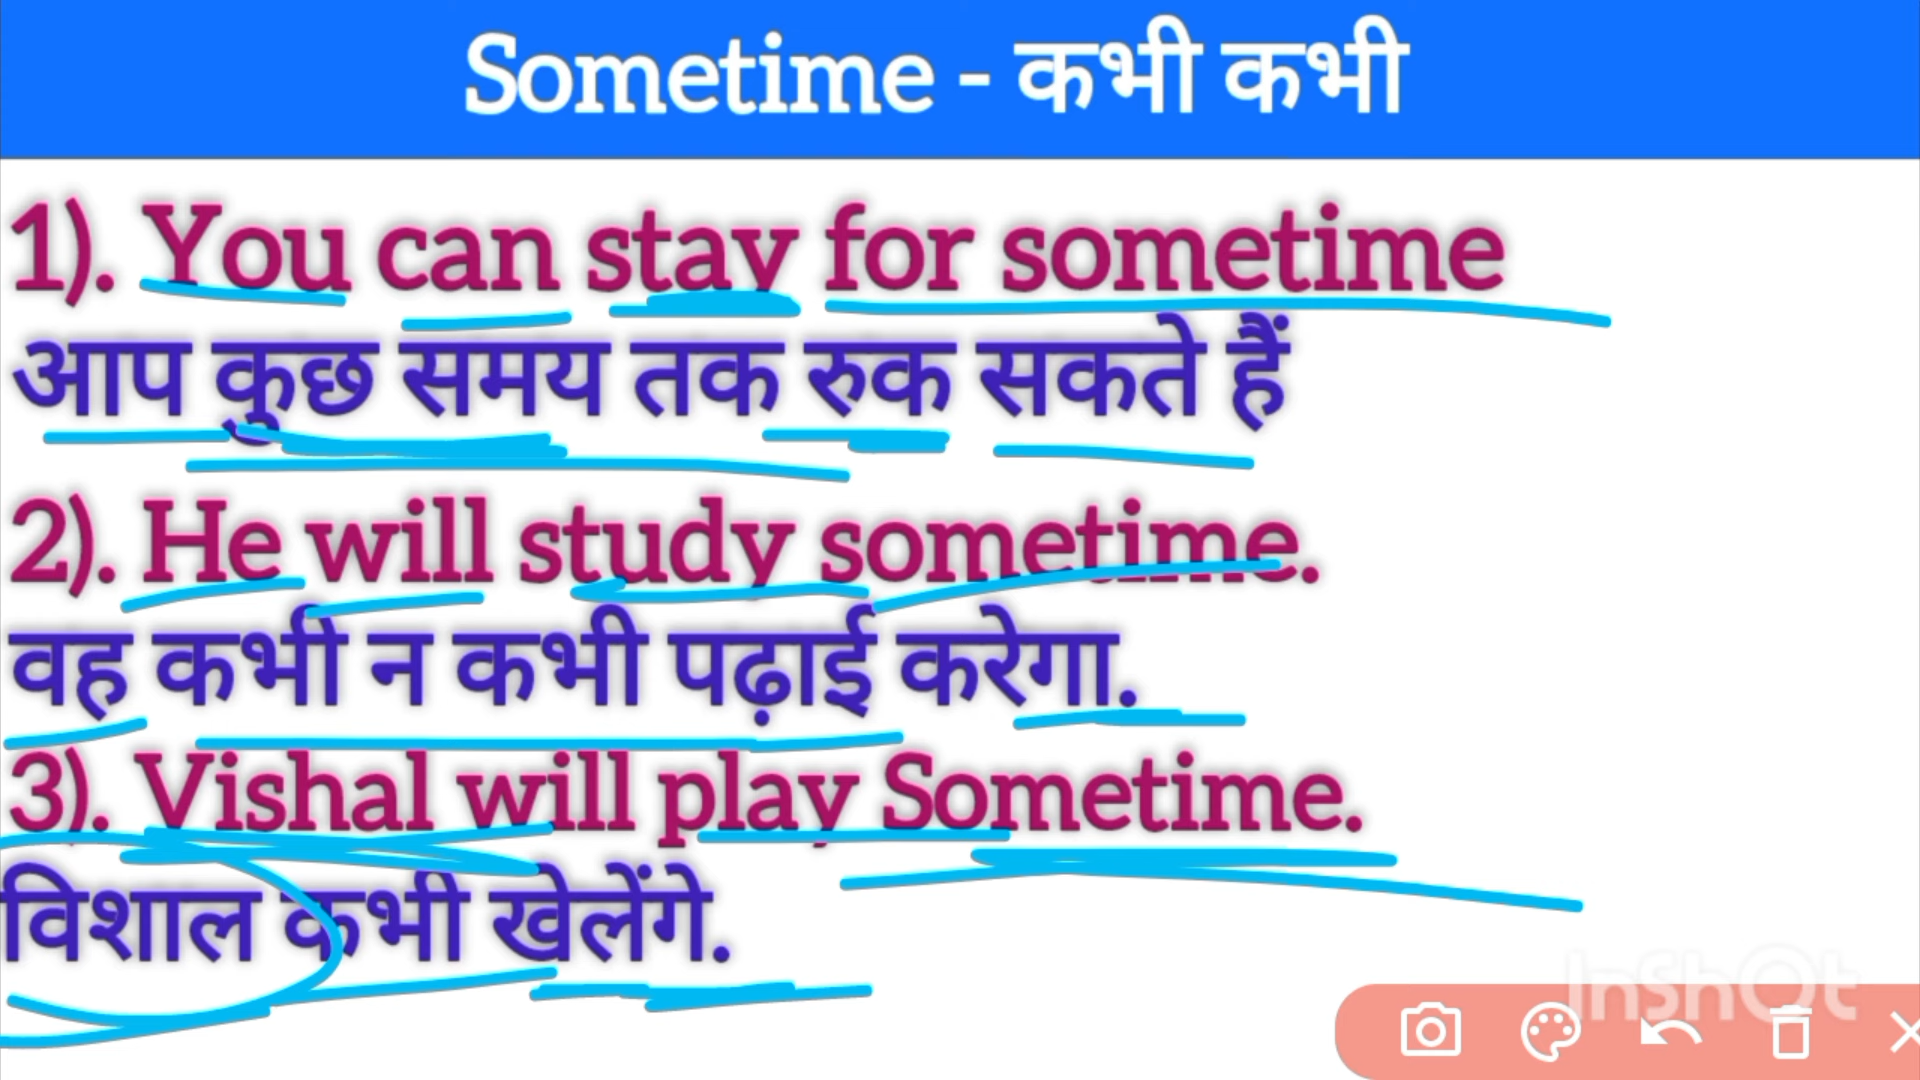 Sometime - कभी कभी
1). You can stay for sometime
आप कुछ समय तक रुक सकते हैं
2). He will study sometime.
वह कभी न कभी पढ़ाई करेगा.
3). Vishal will play Sometime.
विशाल कभी खेलेंगे.
InShOt